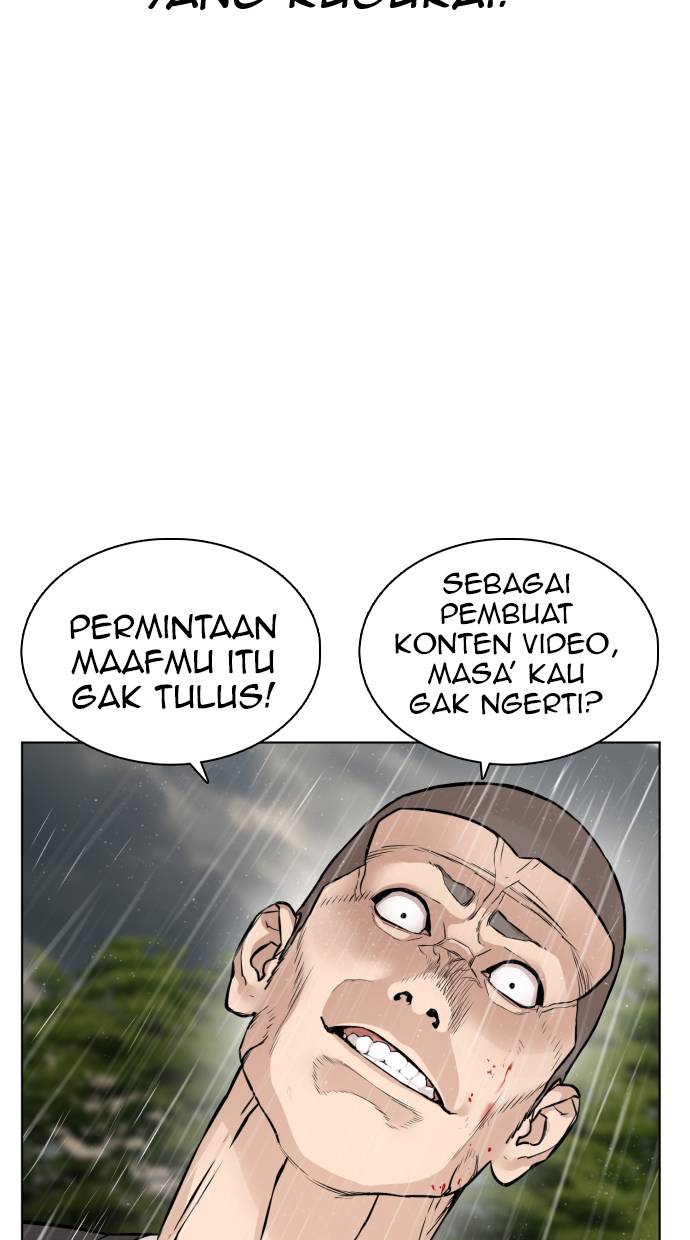 PERMINTAAN
MAAFMU ITU
GAK TULUS!
SEBAGAI
PEMBUAT
KONTEN VIDEO,
MASA' KAU
GAK NGERTI?